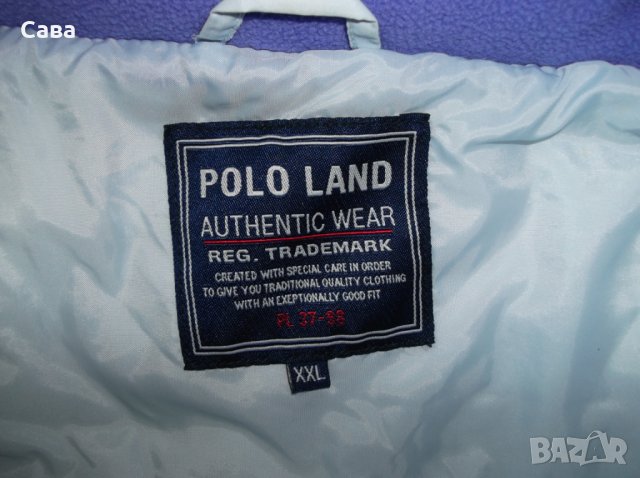 Сава
POLO LAND
AUTHENTIC WEAR
REG. TRADEMARK
CREATED WITH SPECIAL CARE IN ORDER
TO GIVE YOU TRADITIONAL QUALITY CLOTHING
WITH AN EXEPTIONALLY GOOD FIT
PL 37-98
XXL
BAZAR